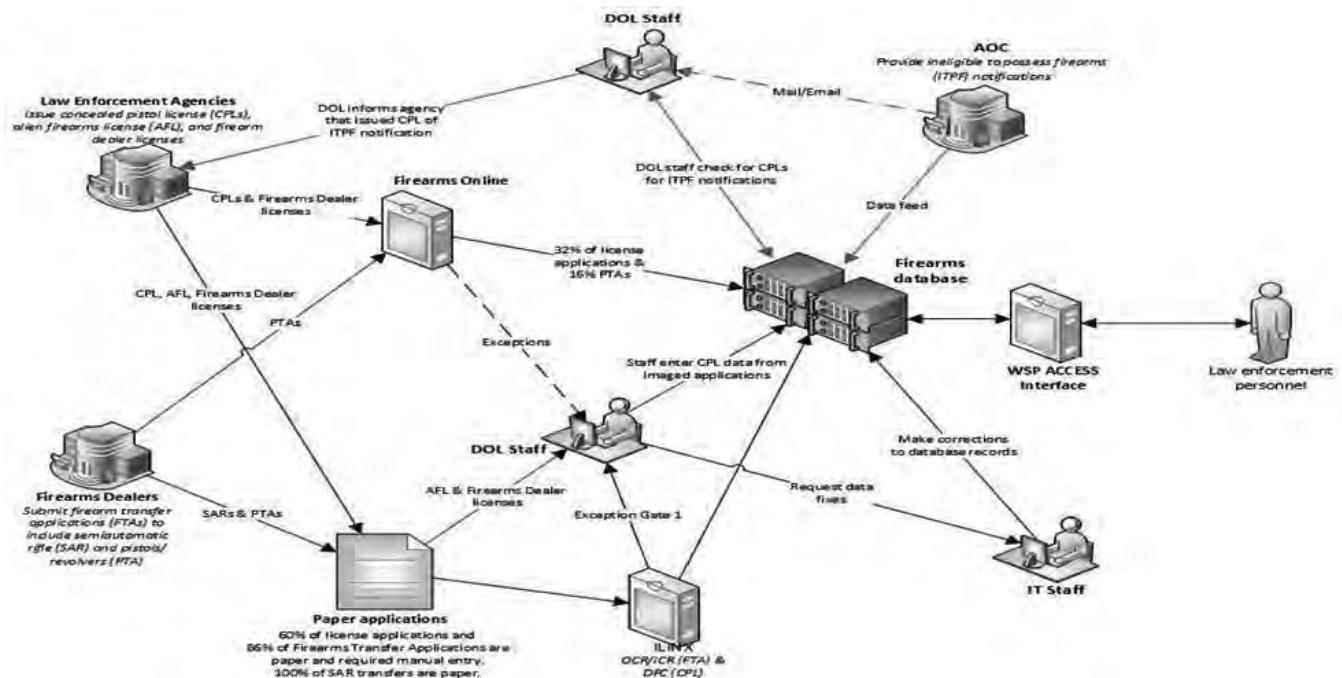 DOL Staff
AOC
Provide ineligible to possess firearms
(ITPF) notifications
Mail/Email
Law Enforcement Agencies
Issue concealed pistol license (CPLs),
alien firearms license (AFL), and firearm
dealer licenses
DOL informs agency
that issued CPL of
ITPF notification
DOL staff check for CPLs
for ITPF notifications
Firearms Online
CPLs & Firearms Dealer
licenses
Data feed
32% of license
applications &
16% PTAs
Firearms
database
CPL, AFL, Firearms Dealer
licenses
PTAs
Exceptions
Staff enter CPL data from
imaged applications
WSP ACCESS
Interface
Law enforcement
personnel
DOL Staff
Make corrections
to database records
Firearms Dealers
Submit firearm transfer
applications (FTAs) to
include semiautomatic
rifle (SAR) and pistols/
revolvers (PTA)
SARs & PTAs
AFL & Firearms Dealer
licenses
Exception Gate 1
Request data
fixes
IT Staff
Paper applications
60% of license applications and
86% of Firearms Transfer Applications are
paper and required manual entry.
100% of SAR transfers are paper.
ILINX
OCR/ICR (FTA) &
DPC (CPL)